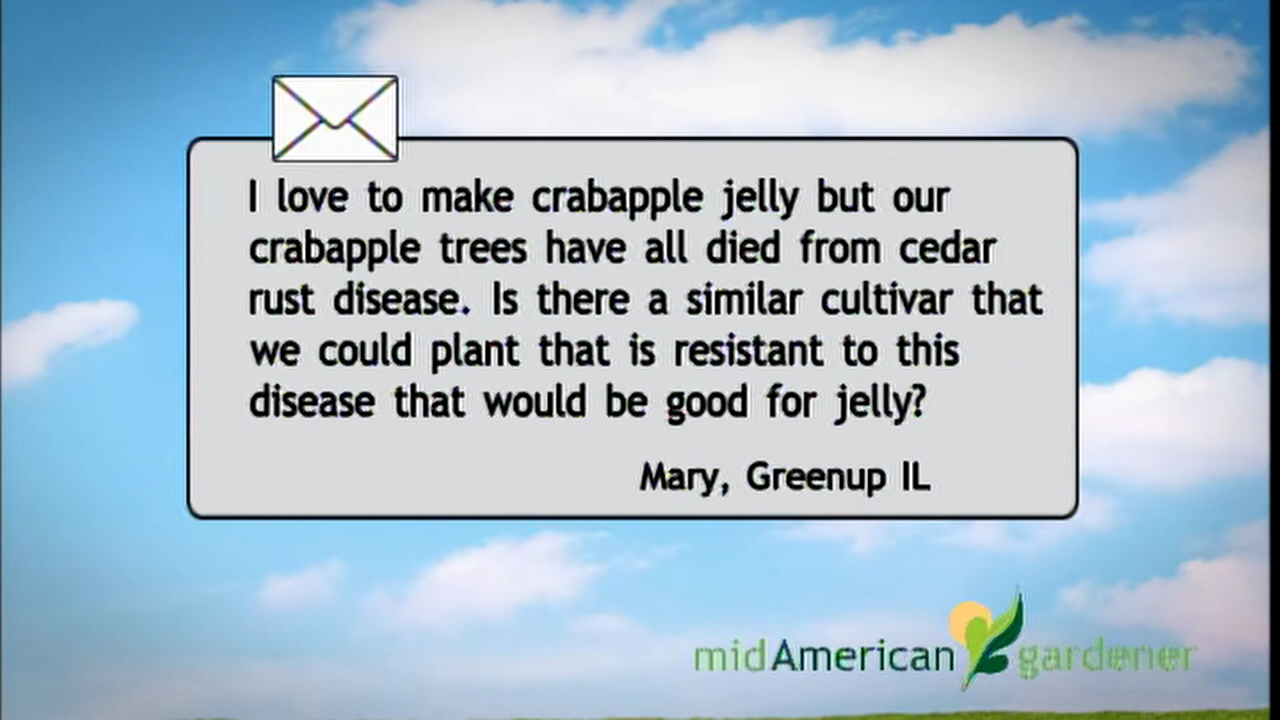 I love to make crabapple jelly but our
crabapple trees have all died from cedar
rust disease. Is there a similar cultivar that
we could plant that is resistant to this
disease that would be good for jelly?
Mary, Greenup IL
midAmerican gardener